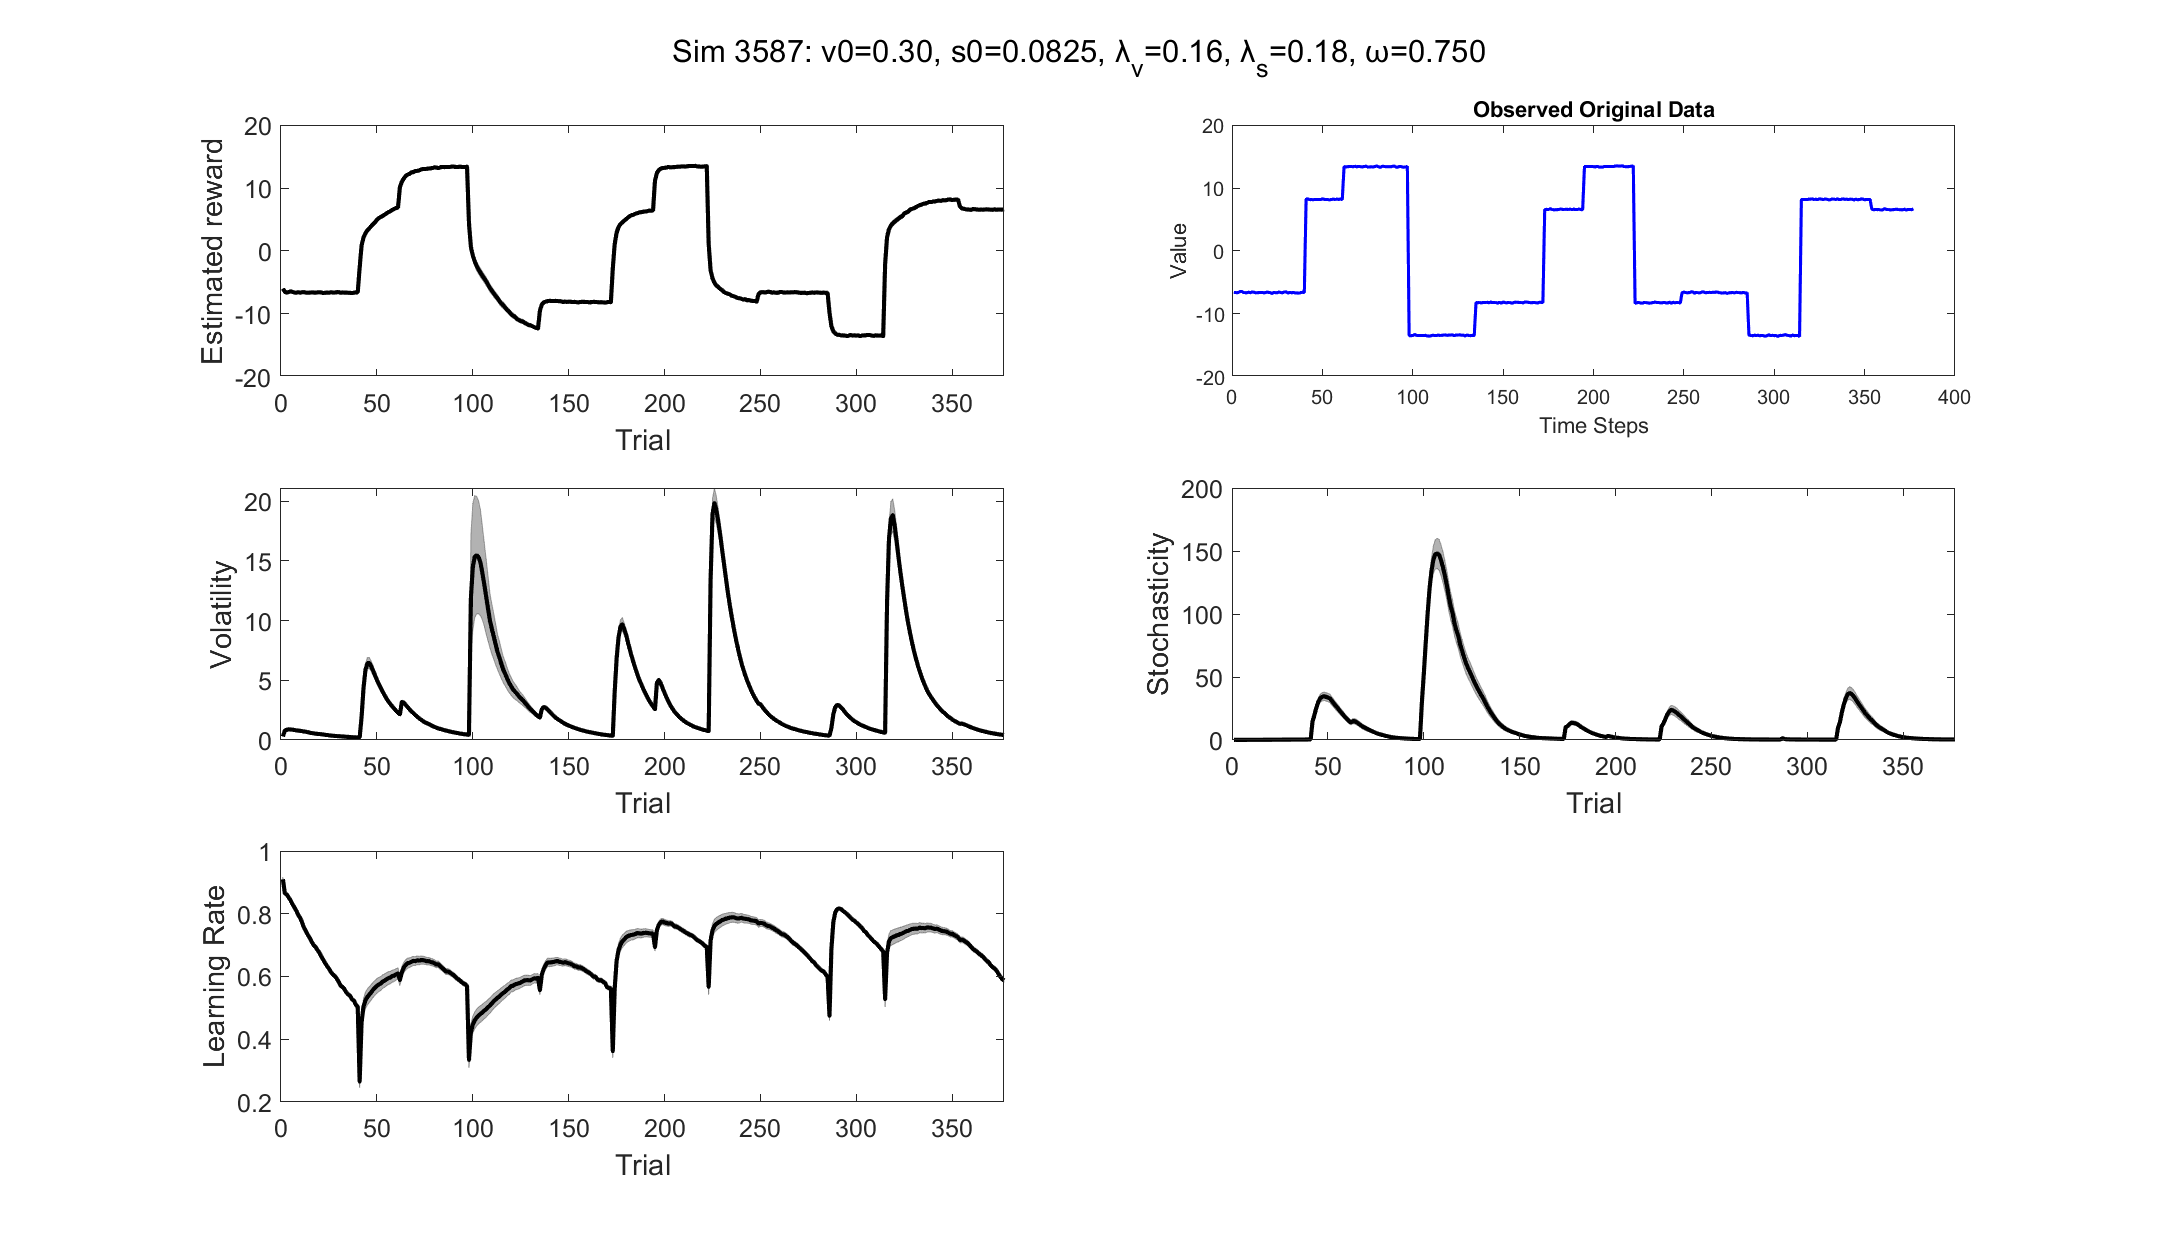 Sim 3587: v0=0.30, s0=0.0825, λ_v=0.16, λ_s=0.18, ω=0.750
20
10
0
-10
-20
Estimated reward
0 50 100 150 200 250 300 350
Trial
Observed Original Data
20
10
0
-10
-20
Value
0 50 100 150 200 250 300 350 400
Time Steps
20
15
10
5
0
Volatility
0 50 100 150 200 250 300 350
Trial
200
150
100
50
0
Stochasticity
0 50 100 150 200 250 300 350
Trial
1
0.8
0.6
0.4
0.2
Learning Rate
0 50 100 150 200 250 300 350
Trial